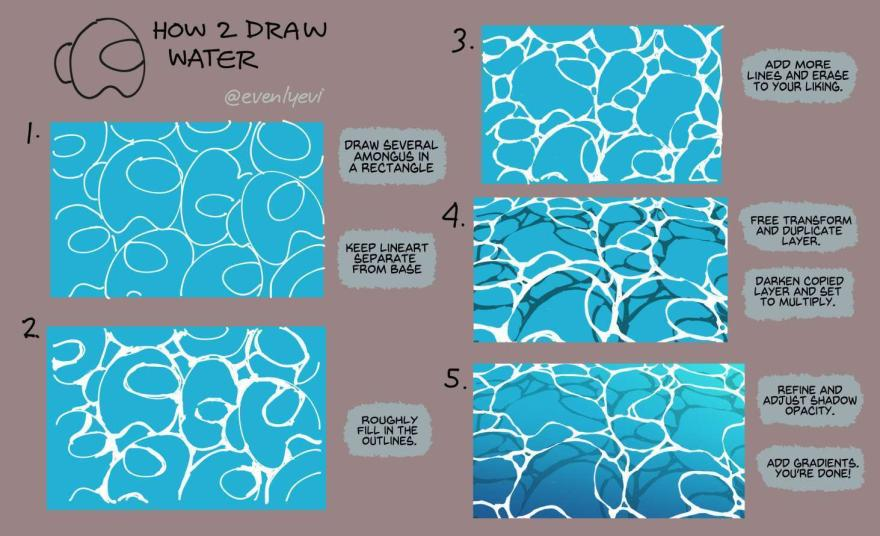 HOW 2 DRAW
WATER
@evenlyevi
1.
DRAW SEVERAL
AMONGUS IN
A RECTANGLE
KEEP LINEART
SEPARATE
FROM BASE
2.
ROUGHLY
FILL IN THE
OUTLINES.
3.
ADD MORE
LINES AND ERASE
TO YOUR LIKING.
4.
FREE TRANSFORM
AND DUPLICATE
LAYER.
DARKEN COPIED
LAYER AND SET
TO MULTIPLY.
5.
REFINE AND
ADJUST SHADOW
OPACITY.
ADD GRADIENTS.
YOU'RE DONE!